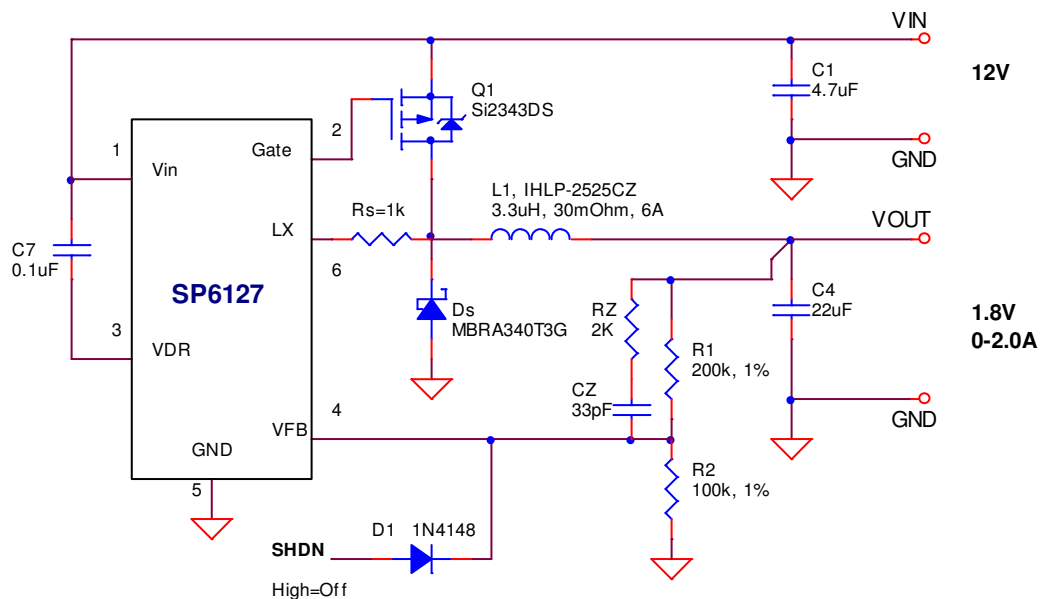 VIN
12V
C1
4.7uF
GND
Q1
Si2343DS
2
Gate
1
Vin
L1, IHLP-2525CZ
3.3uH, 30mOhm, 6A
VOUT
Rs=1k
LX
6
C7
0.1uF
SP6127
Ds
MBRA340T3G
RZ
2K
C4
22uF
1.8V
0-2.0A
3
VDR
R1
200k, 1%
CZ
33pF
4
VFB
GND
GND
5
R2
100k, 1%
D1 1N4148
SHDN
High=Off